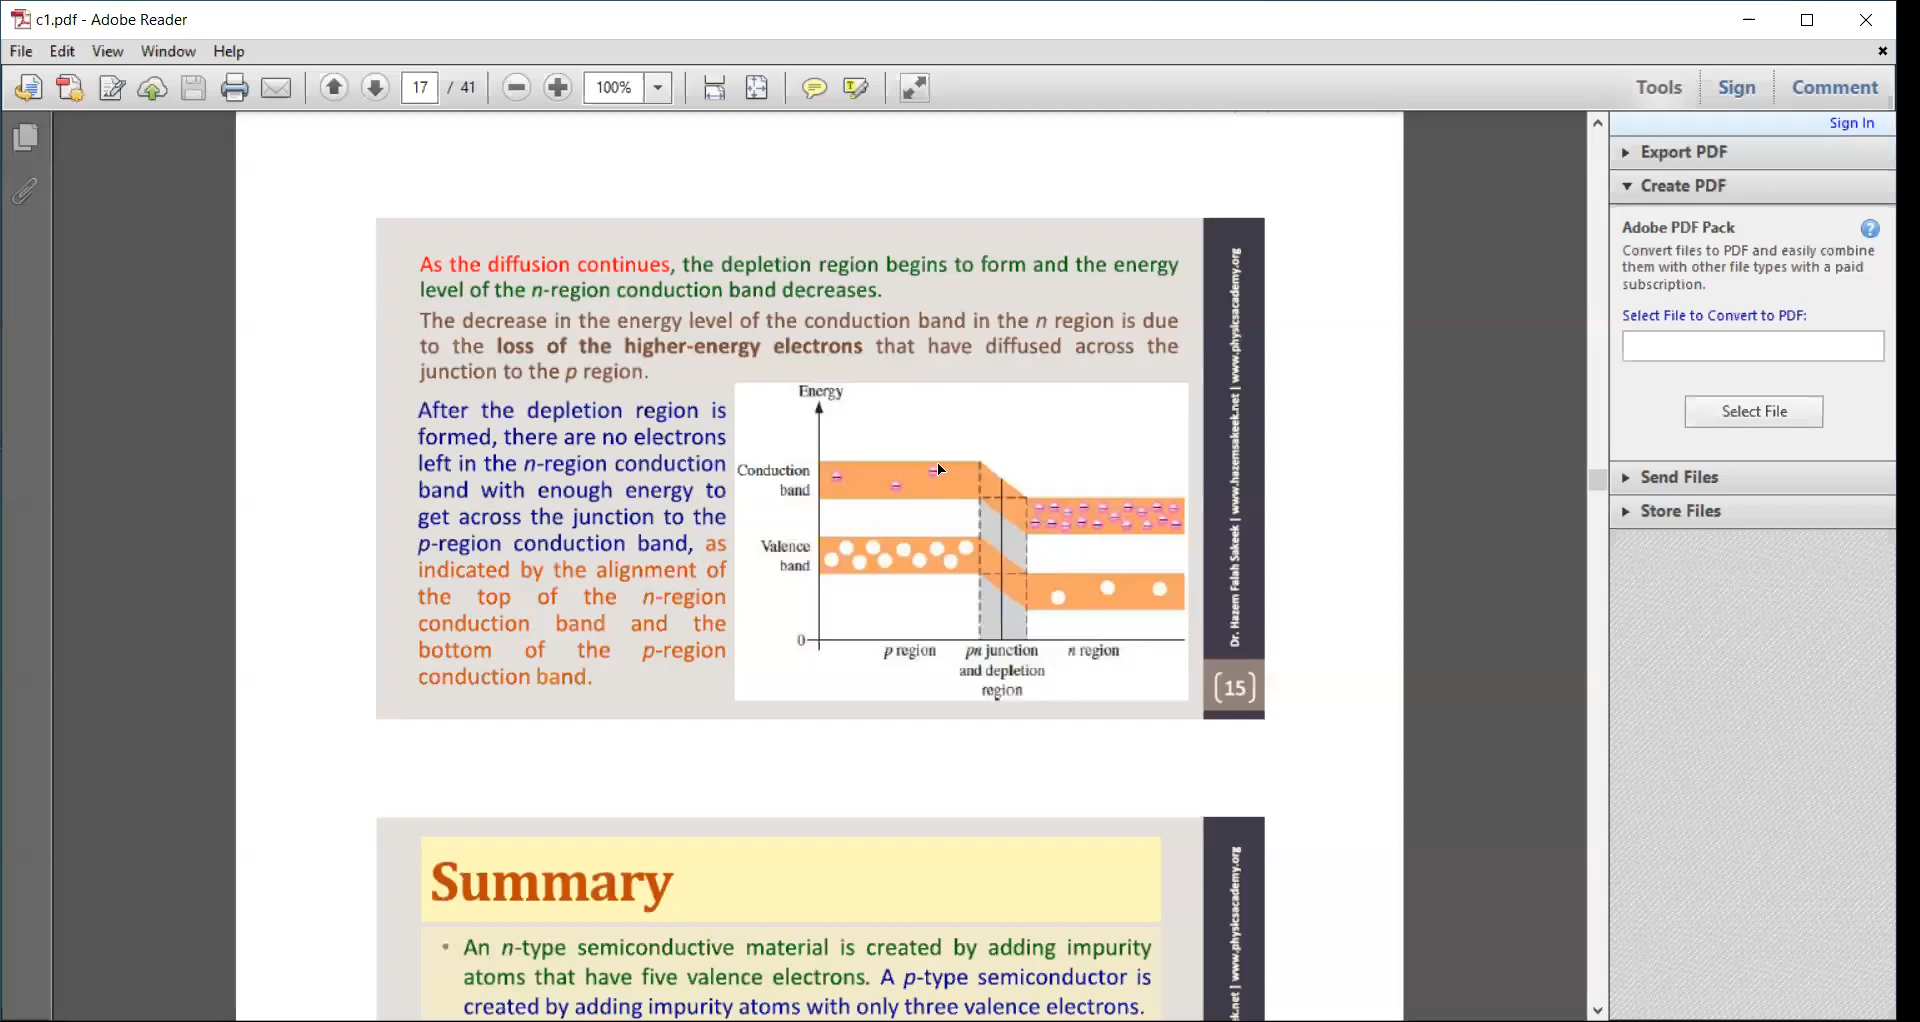 c1.pdf - Adobe Reader
File Edit View Window Help
17 / 41 100% Tools Sign Comment
Sign In
Export PDF
Create PDF
Adobe PDF Pack
Convert files to PDF and easily combine
them with other file types with a paid
subscription.
Select File to Convert to PDF:
Select File
Send Files
Store Files
As the diffusion continues, the depletion region begins to form and the energy
level of the n-region conduction band decreases.
The decrease in the energy level of the conduction band in the n region is due
to the loss of the higher-energy electrons that have diffused across the
junction to the p region.
After the depletion region is
formed, there are no electrons
left in the n-region conduction
band with enough energy to
get across the junction to the
p-region conduction band, as
indicated by the alignment of
the top of the n-region
conduction band and the
bottom of the p-region
conduction band.
Energy
Conduction
band
Valence
band
0
p region pn junction n region
and depletion
region
Dr. Hazem Falah Sakeek | www.hazemsakeek.net | www.physicsacademy.org
(15)
Summary
• An n-type semiconductive material is created by adding impurity
atoms that have five valence electrons. A p-type semiconductor is
created by adding impurity atoms with only three valence electrons.
ek.net | www.physicsacademy.org